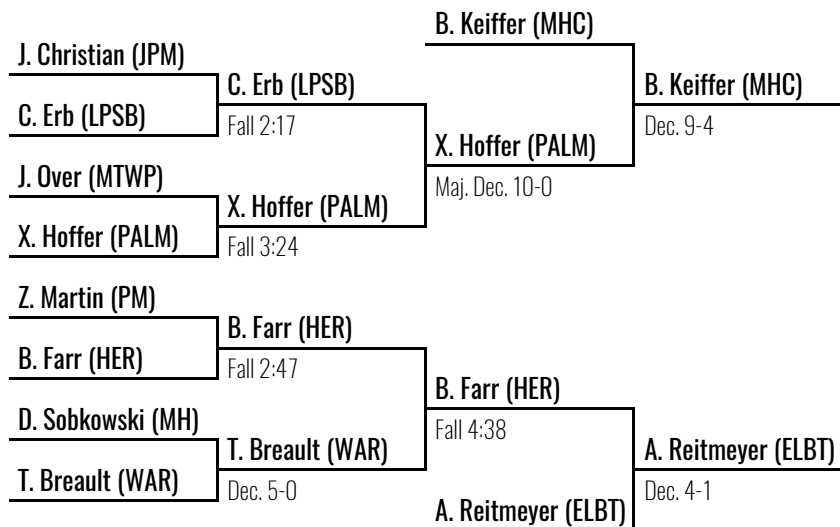 B. Keiffer (MHC)
J. Christian (JPM)
C. Erb (LPSB)
B. Keiffer (MHC)
C. Erb (LPSB)
Fall 2:17
Dec. 9-4
X. Hoffer (PALM)
J. Over (MTWP)
Maj. Dec. 10-0
X. Hoffer (PALM)
X. Hoffer (PALM)
Fall 3:24
Z. Martin (PM)
B. Farr (HER)
B. Farr (HER)
Fall 2:47
B. Farr (HER)
D. Sobkowski (MH)
Fall 4:38
T. Breault (WAR)
A. Reitmeyer (ELBT)
T. Breault (WAR)
Dec. 5-0
Dec. 4-1
A. Reitmeyer (ELBT)